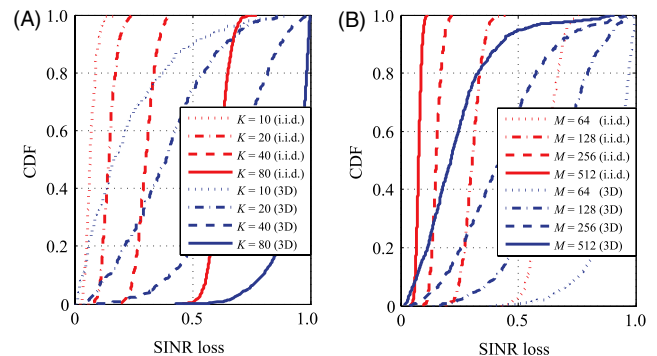 (A)
1.0
0.8
0.6
0.4
0.2
0
CDF
K = 10 (i.i.d.)
K = 20 (i.i.d.)
K = 40 (i.i.d.)
K = 80 (i.i.d.)
K = 10 (3D)
K = 20 (3D)
K = 40 (3D)
K = 80 (3D)
0
0.5
1.0
SINR loss
(B)
1.0
0.8
0.6
0.4
0.2
0
CDF
M = 64 (i.i.d.)
M = 128 (i.i.d.)
M = 256 (i.i.d.)
M = 512 (i.i.d.)
M = 64 (3D)
M = 128 (3D)
M = 256 (3D)
M = 512 (3D)
0
0.5
1.0
SINR loss